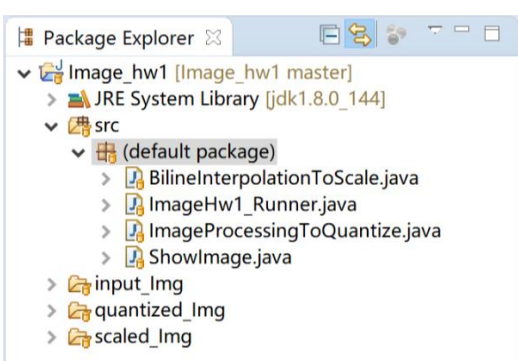 Package Explorer
Image_hw1 [Image_hw1 master]
JRE System Library [jdk1.8.0_144]
src
(default package)
BilineInterpolationToScale.java
ImageHw1_Runner.java
ImageProcessingToQuantize.java
ShowImage.java
input_Img
quantized_Img
scaled_Img